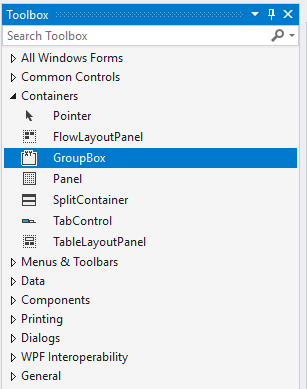 Toolbox
Search Toolbox
All Windows Forms
Common Controls
Containers
Pointer
FlowLayoutPanel
XY
GroupBox
Panel
SplitContainer
TabControl
TableLayoutPanel
Menus & Toolbars
Data
Components
Printing
Dialogs
WPF Interoperability
General